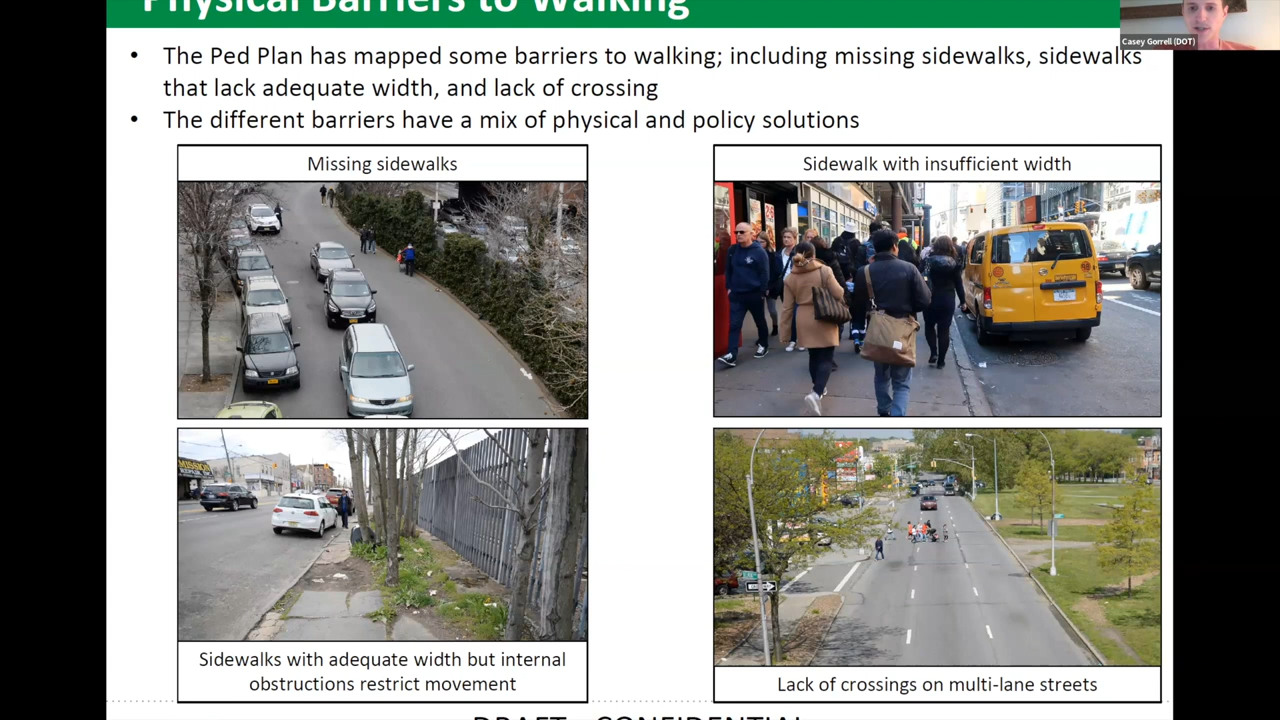 Physical Barriers to Walking
Casey Gorrell (DOT)
• The Ped Plan has mapped some barriers to walking; including missing sidewalks, sidewalks
that lack adequate width, and lack of crossing
• The different barriers have a mix of physical and policy solutions
Missing sidewalks
Sidewalk with insufficient width
Sidewalks with adequate width but internal
obstructions restrict movement
Lack of crossings on multi-lane streets
DRAFT - CONFIDENTIAL